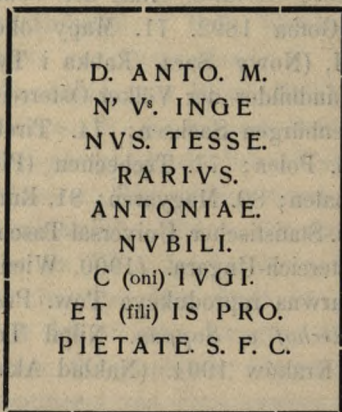 D. ANTO. M.
N' Vs. INGE
NVS. TESSE.
RARIVS.
ANTONIAE.
NVBILI.
C (oni) IVGI.
ET (fili) IS PRO.
PIETATE. S. F. C.